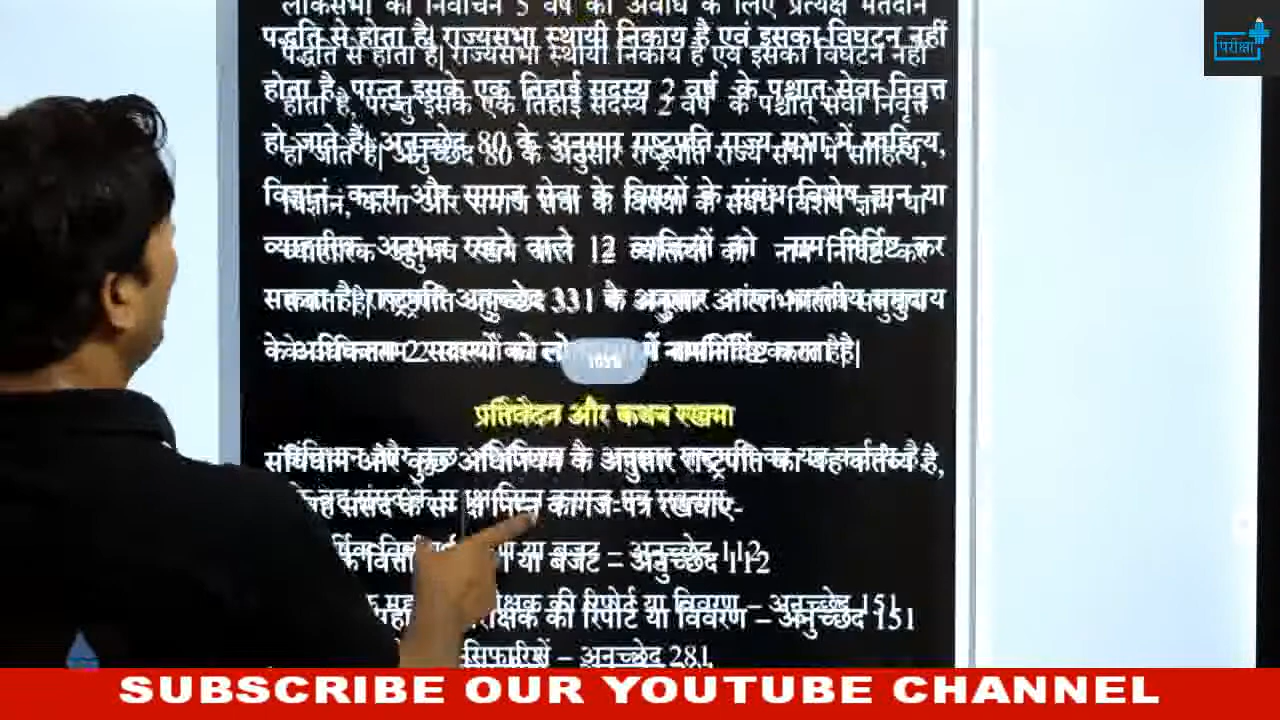 परीक्षा
लोकसभा का निर्वाचन 5 वर्ष की अवधि के लिए प्रत्यक्ष मतदान
पद्धति से होता है| राज्यसभा स्थायी निकाय है एवं इसका विघटन नहीं
होता है, परन्तु इसके एक तिहाई सदस्य 2 वर्ष के पश्चात् सेवा निवृत्त
हो जाते है| अनुच्छेद 80 के अनुसार राष्ट्रपति राज्य सभा में साहित्य,
विज्ञान, कला और समाज सेवा के विषयों के संबंध विशेष ज्ञान या
व्यावहारिक अनुभव रखने वाले 12 व्यक्तियों को नाम निर्दिष्ट कर
सकता है| राष्ट्रपति अनुच्छेद 331 के अनुसार आंग्ल भारतीय समुदाय
के अधिकतम 2 सदस्यों को में नामनिर्दिष्ट करता है|
प्रतिवेदन और कथन रखना
संविधान और कुछ अधिनियम के अनुसार राष्ट्रपति का यह कर्तव्य है,
वह संसद के निम्न कागज-पत्र रखवाए-
या बजट – अनुच्छेद 112
की रिपोर्ट या विवरण – अनुच्छेद 151
सिफारिशें – अनुच्छेद 281
SUBSCRIBE OUR YOUTUBE CHANNEL